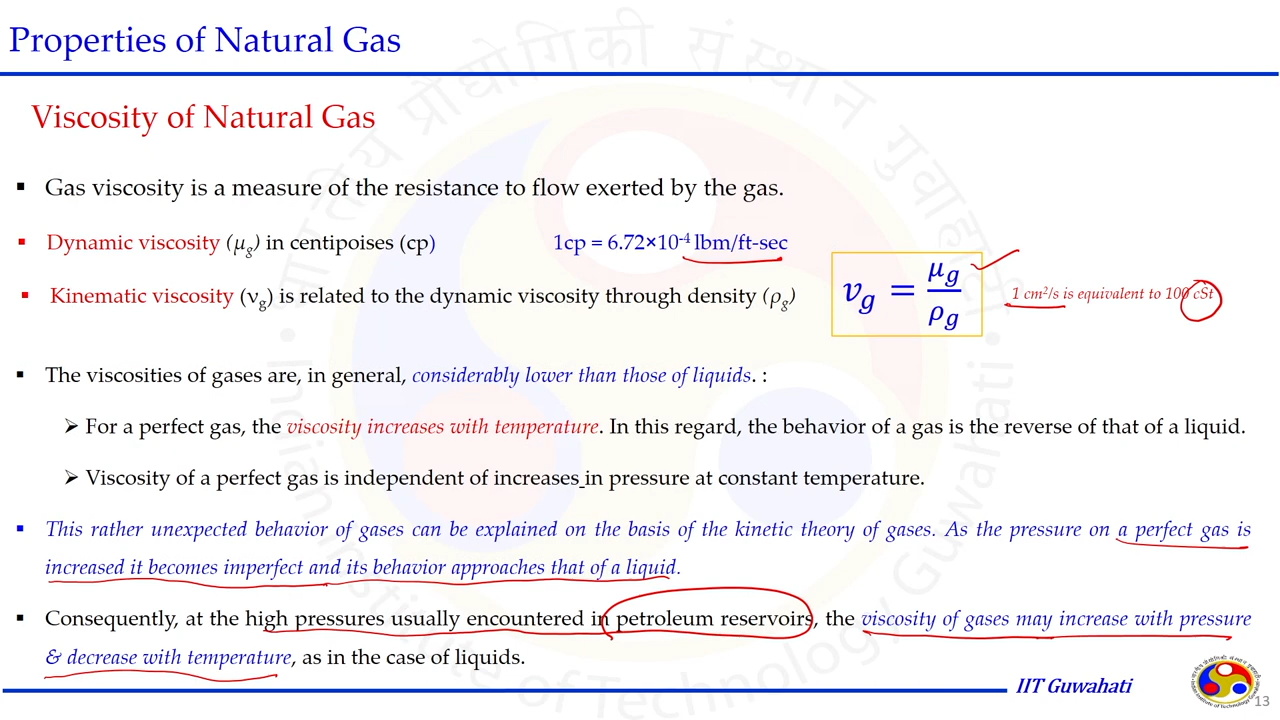 Properties of Natural Gas
Viscosity of Natural Gas
▪ Gas viscosity is a measure of the resistance to flow exerted by the gas.
▪ Dynamic viscosity (μg) in centipoises (cp) 1cp = 6.72×10⁻⁴ lbm/ft-sec
▪ Kinematic viscosity (νg) is related to the dynamic viscosity through density (ρg)
νg = μg / ρg
1 cm²/s is equivalent to 100 cSt
▪ The viscosities of gases are, in general, considerably lower than those of liquids. :
➢ For a perfect gas, the viscosity increases with temperature. In this regard, the behavior of a gas is the reverse of that of a liquid.
➢ Viscosity of a perfect gas is independent of increases in pressure at constant temperature.
▪ This rather unexpected behavior of gases can be explained on the basis of the kinetic theory of gases. As the pressure on a perfect gas is
increased it becomes imperfect and its behavior approaches that of a liquid.
▪ Consequently, at the high pressures usually encountered in petroleum reservoirs, the viscosity of gases may increase with pressure
& decrease with temperature, as in the case of liquids.
IIT Guwahati
13
भारतीय प्रौद्योगिकी संस्थान गुवाहाटी
Indian Institute of Technology Guwahati